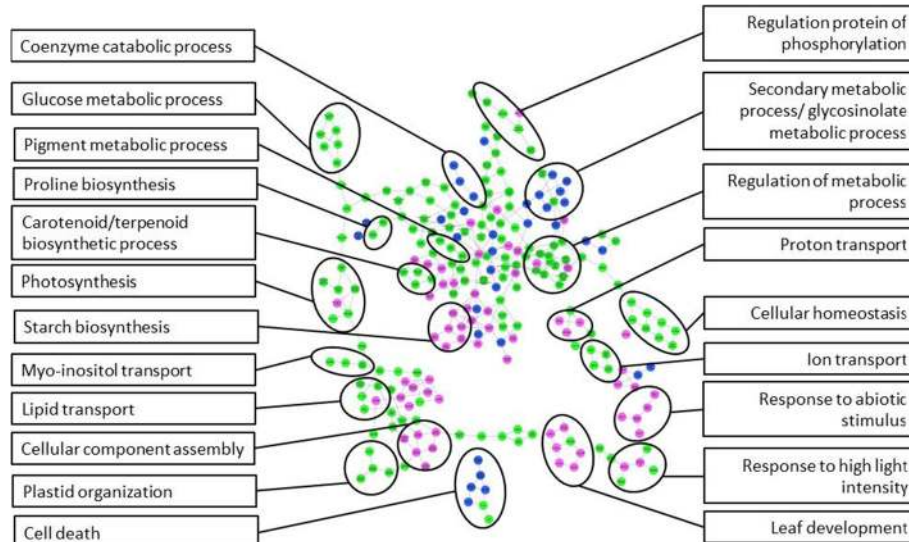 Coenzyme catabolic process
Glucose metabolic process
Pigment metabolic process
Proline biosynthesis
Carotenoid/terpenoid
biosynthetic process
Photosynthesis
Starch biosynthesis
Myo-inositol transport
Lipid transport
Cellular component assembly
Plastid organization
Cell death
Regulation protein of
phosphorylation
Secondary metabolic
process/ glycosinolate
metabolic process
Regulation of metabolic
process
Proton transport
Cellular homeostasis
Ion transport
Response to abiotic
stimulus
Response to high light
intensity
Leaf development